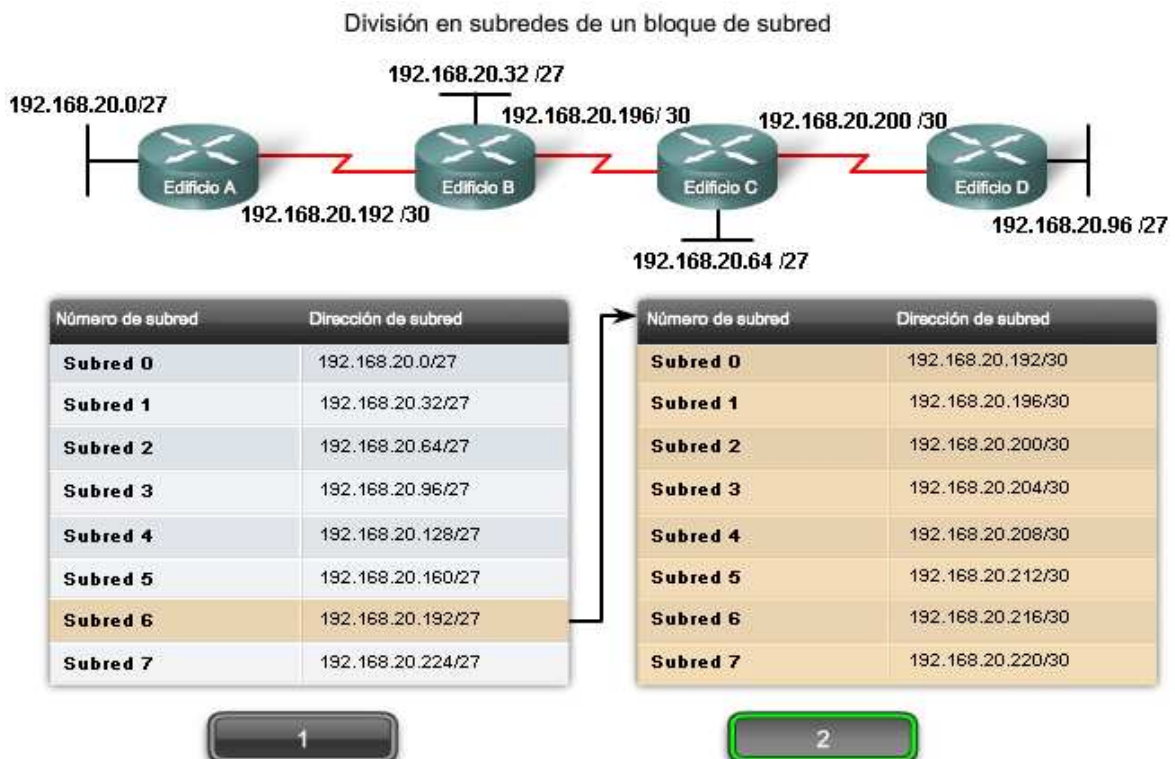 División en subredes de un bloque de subred
192.168.20.32 /27
192.168.20.0/27
192.168.20.196/ 30
192.168.20.200 /30
Edificio A
Edificio B
Edificio C
Edificio D
192.168.20.192 /30
192.168.20.96 /27
192.168.20.64 /27
Número de subred Dirección de subred
Subred 0 192.168.20.0/27
Subred 1 192.168.20.32/27
Subred 2 192.168.20.64/27
Subred 3 192.168.20.96/27
Subred 4 192.168.20.128/27
Subred 5 192.168.20.160/27
Subred 6 192.168.20.192/27
Subred 7 192.168.20.224/27
Número de subred Dirección de subred
Subred 0 192.168.20.192/30
Subred 1 192.168.20.196/30
Subred 2 192.168.20.200/30
Subred 3 192.168.20.204/30
Subred 4 192.168.20.208/30
Subred 5 192.168.20.212/30
Subred 6 192.168.20.216/30
Subred 7 192.168.20.220/30
1
2